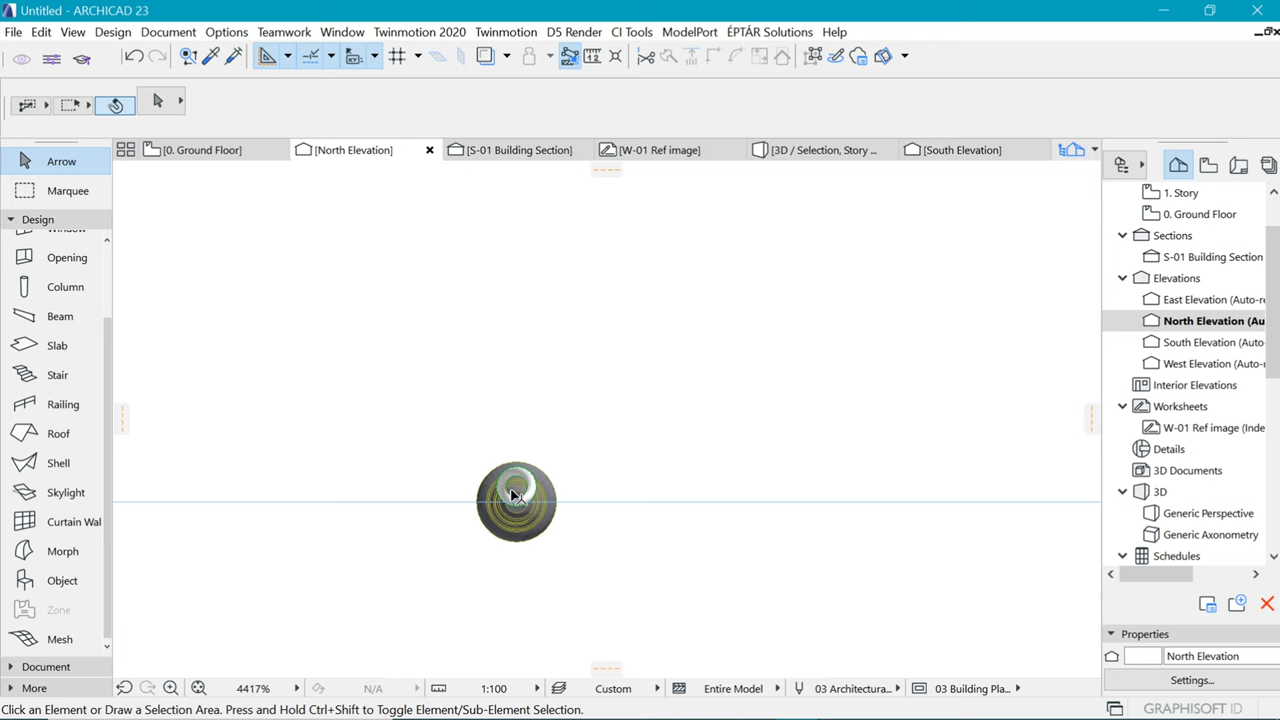 Untitled - ARCHICAD 23
File Edit View Design Document Options Teamwork Window Twinmotion 2020 Twinmotion D5 Render CI Tools ModelPort ÉPTÁR Solutions Help
[0. Ground Floor] [North Elevation] [S-01 Building Section] [W-01 Ref image] [3D / Selection, Story ... [South Elevation]
Arrow
Marquee
Design
Window
Opening
Column
Beam
Slab
Stair
Railing
Roof
Shell
Skylight
Curtain Wal
Morph
Object
Zone
Mesh
Document
More
1. Story
0. Ground Floor
Sections
S-01 Building Section
Elevations
East Elevation (Auto-re
North Elevation (Au
South Elevation (Auto-
West Elevation (Auto-r
Interior Elevations
Worksheets
W-01 Ref image (Inde
Details
3D Documents
3D
Generic Perspective
Generic Axonometry
Schedules
Properties
North Elevation
Settings...
4417% N/A 1:100 Custom Entire Model 03 Architectura... 03 Building Pla...
Click an Element or Draw a Selection Area. Press and Hold Ctrl+Shift to Toggle Element/Sub-Element Selection.
GRAPHISOFT ID